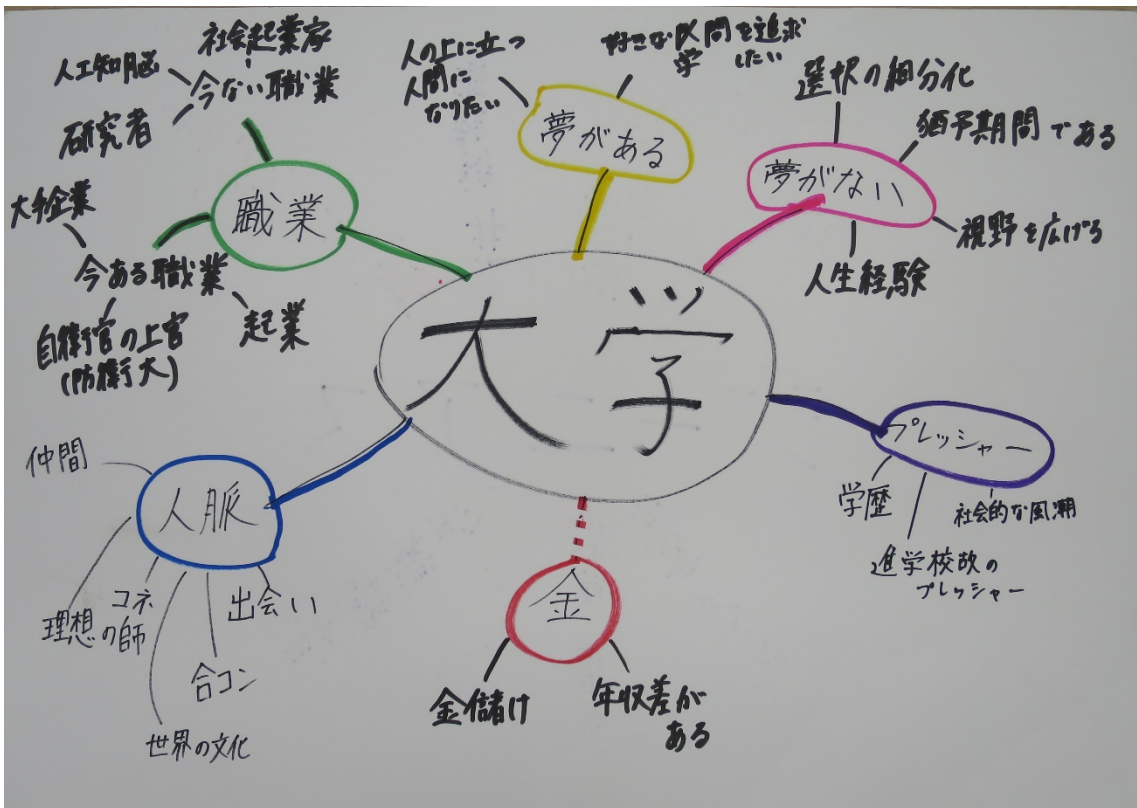 大学
職業
今ない職業
社会起業家
人工知脳
研究者
今ある職業
大手企業
自衛官の上官
(防衛大)
起業
夢がある
人の上に立つ
人間に
なりたい
好きな学問を追求
したい
夢がない
選択の細分化
猶予期間である
視野を広げる
人生経験
プレッシャー
学歴
進学校故の
プレッシャー
社会的な風潮
金
金儲け
年収差が
ある
人脈
仲間
理想の師
コネ
世界の文化
合コン
出会い